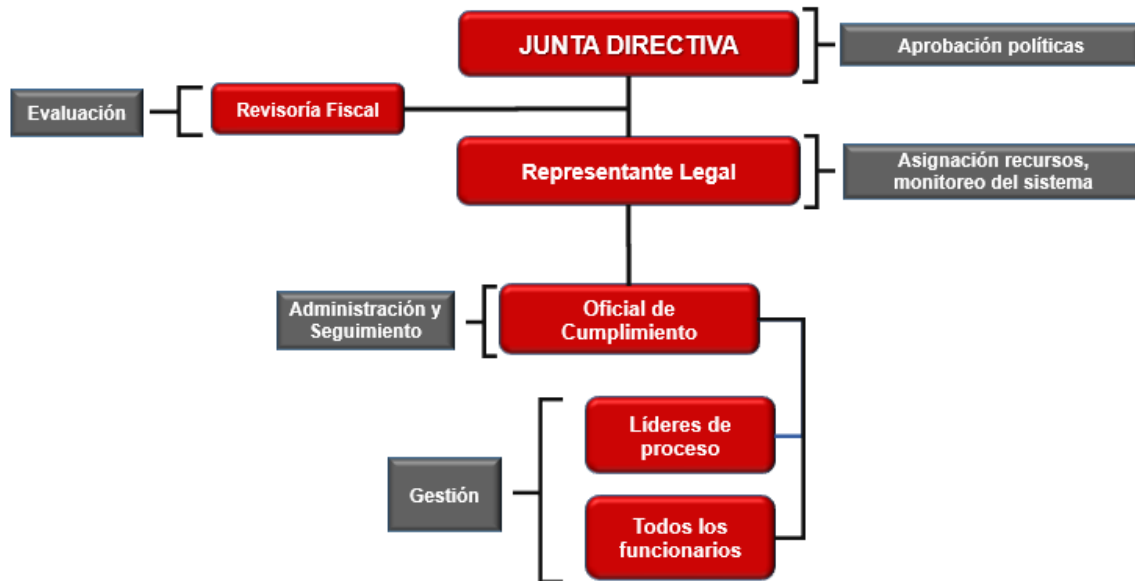 JUNTA DIRECTIVA
Aprobación políticas
Evaluación
Revisoría Fiscal
Representante Legal
Asignación recursos,
monitoreo del sistema
Administración y
Seguimiento
Oficial de
Cumplimiento
Líderes de
proceso
Gestión
Todos los
funcionarios